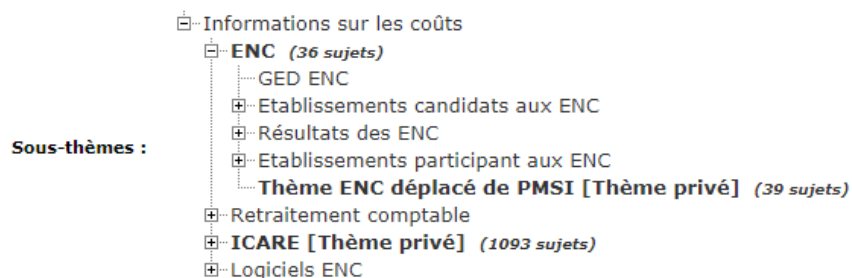 Informations sur les coûts
ENC (36 sujets)
GED ENC
Etablissements candidats aux ENC
Résultats des ENC
Sous-thèmes :
Etablissements participant aux ENC
Thème ENC déplacé de PMSI [Thème privé] (39 sujets)
Retraitement comptable
ICARE [Thème privé] (1093 sujets)
Logiciels ENC